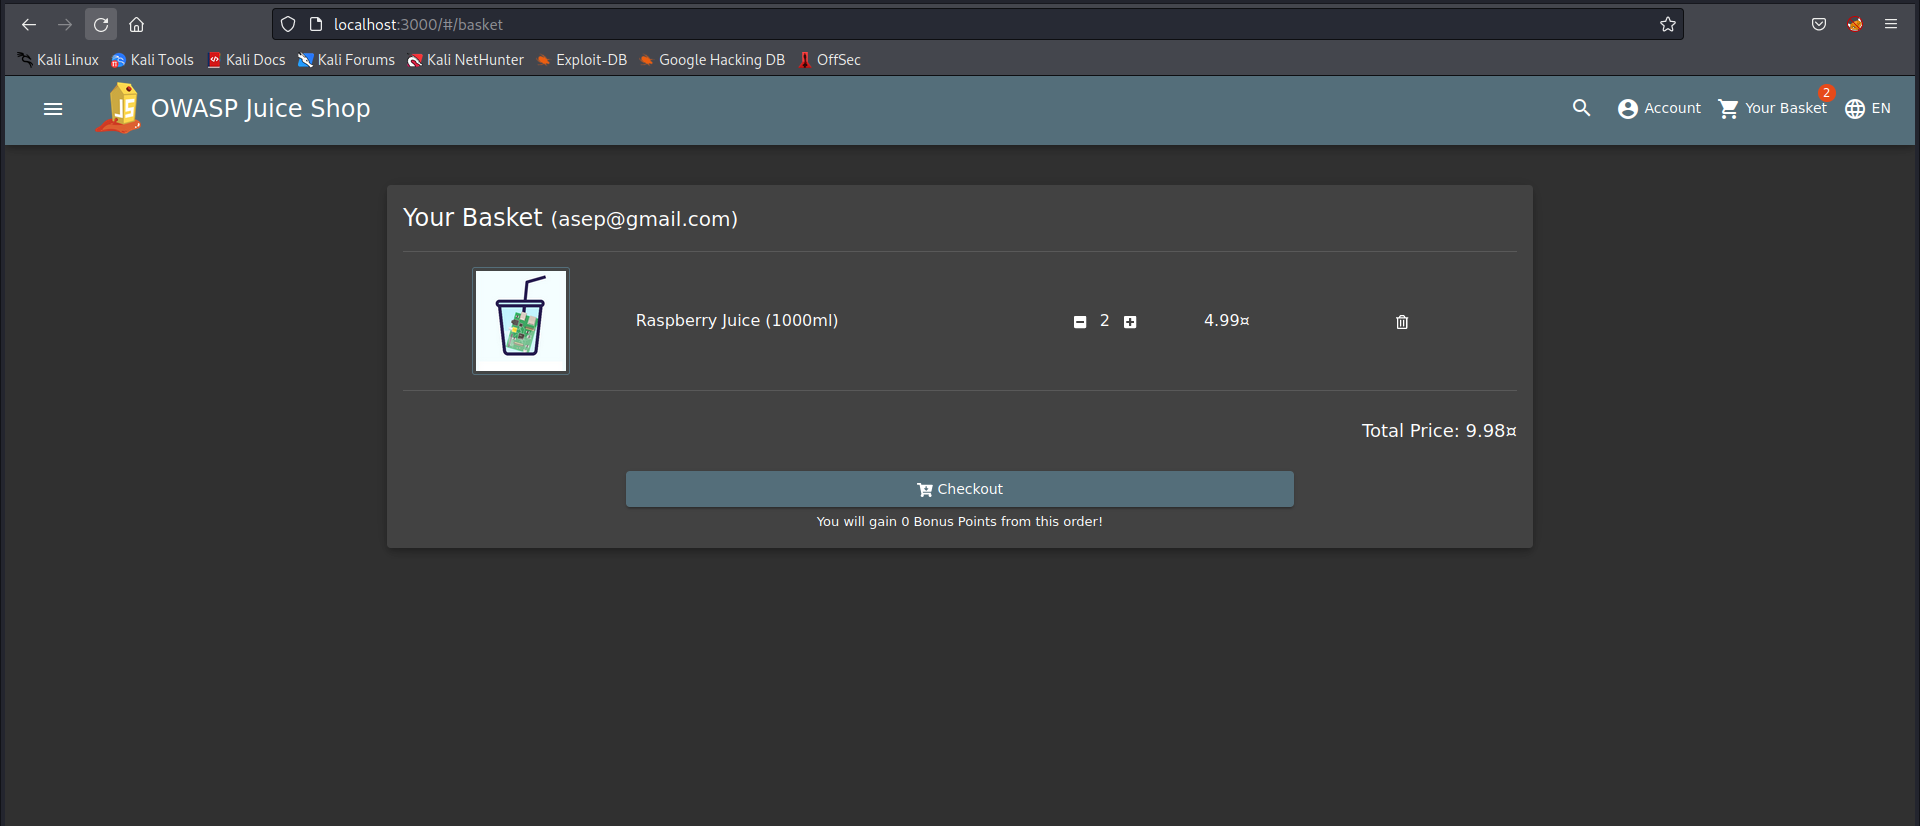 localhost:3000/#/basket
Kali Linux Kali Tools Kali Docs Kali Forums Kali NetHunter Exploit-DB Google Hacking DB OffSec
JS OWASP Juice Shop Account Your Basket 2 EN
Your Basket (asep@gmail.com)
Raspberry Juice (1000ml) 2 4.99¤
Total Price: 9.98¤
Checkout
You will gain 0 Bonus Points from this order!